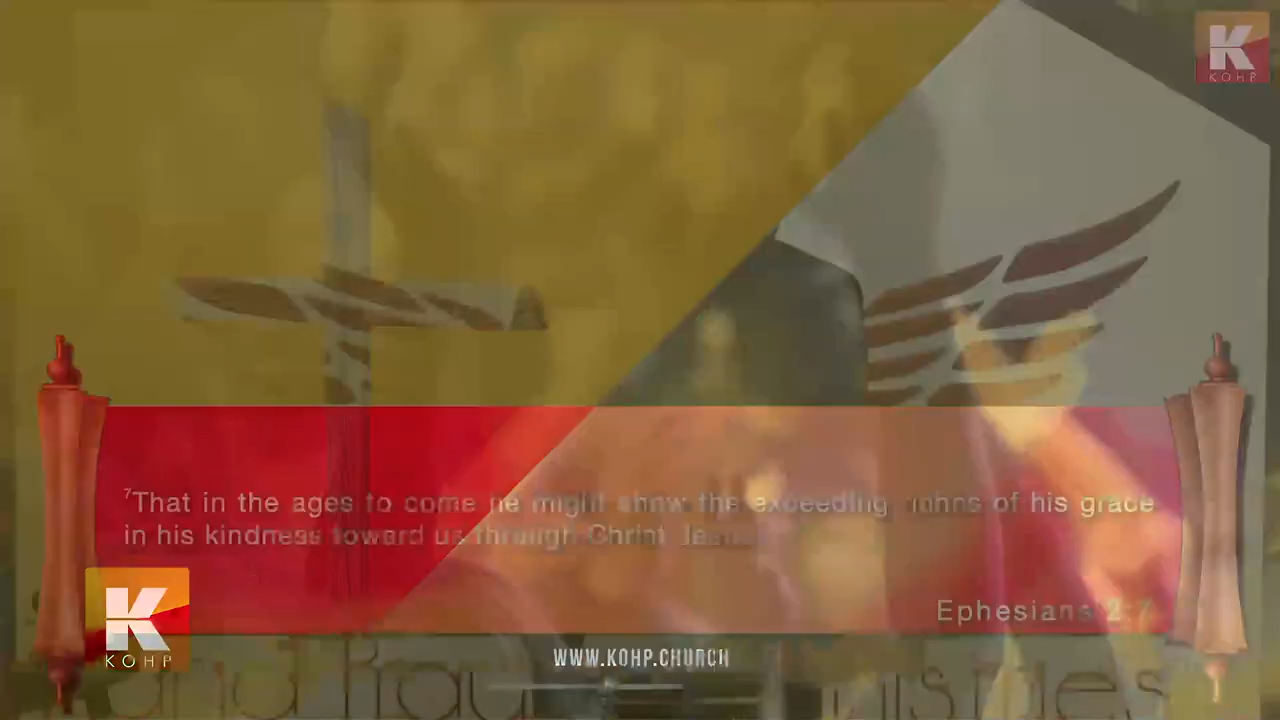 K
KOHP
⁷That in the ages to come he might show the exceeding riches of his grace
in his kindness toward us through Christ Jesus
Ephesians 2:7
K
KOHP
WWW.KOHP.CHURCH
and